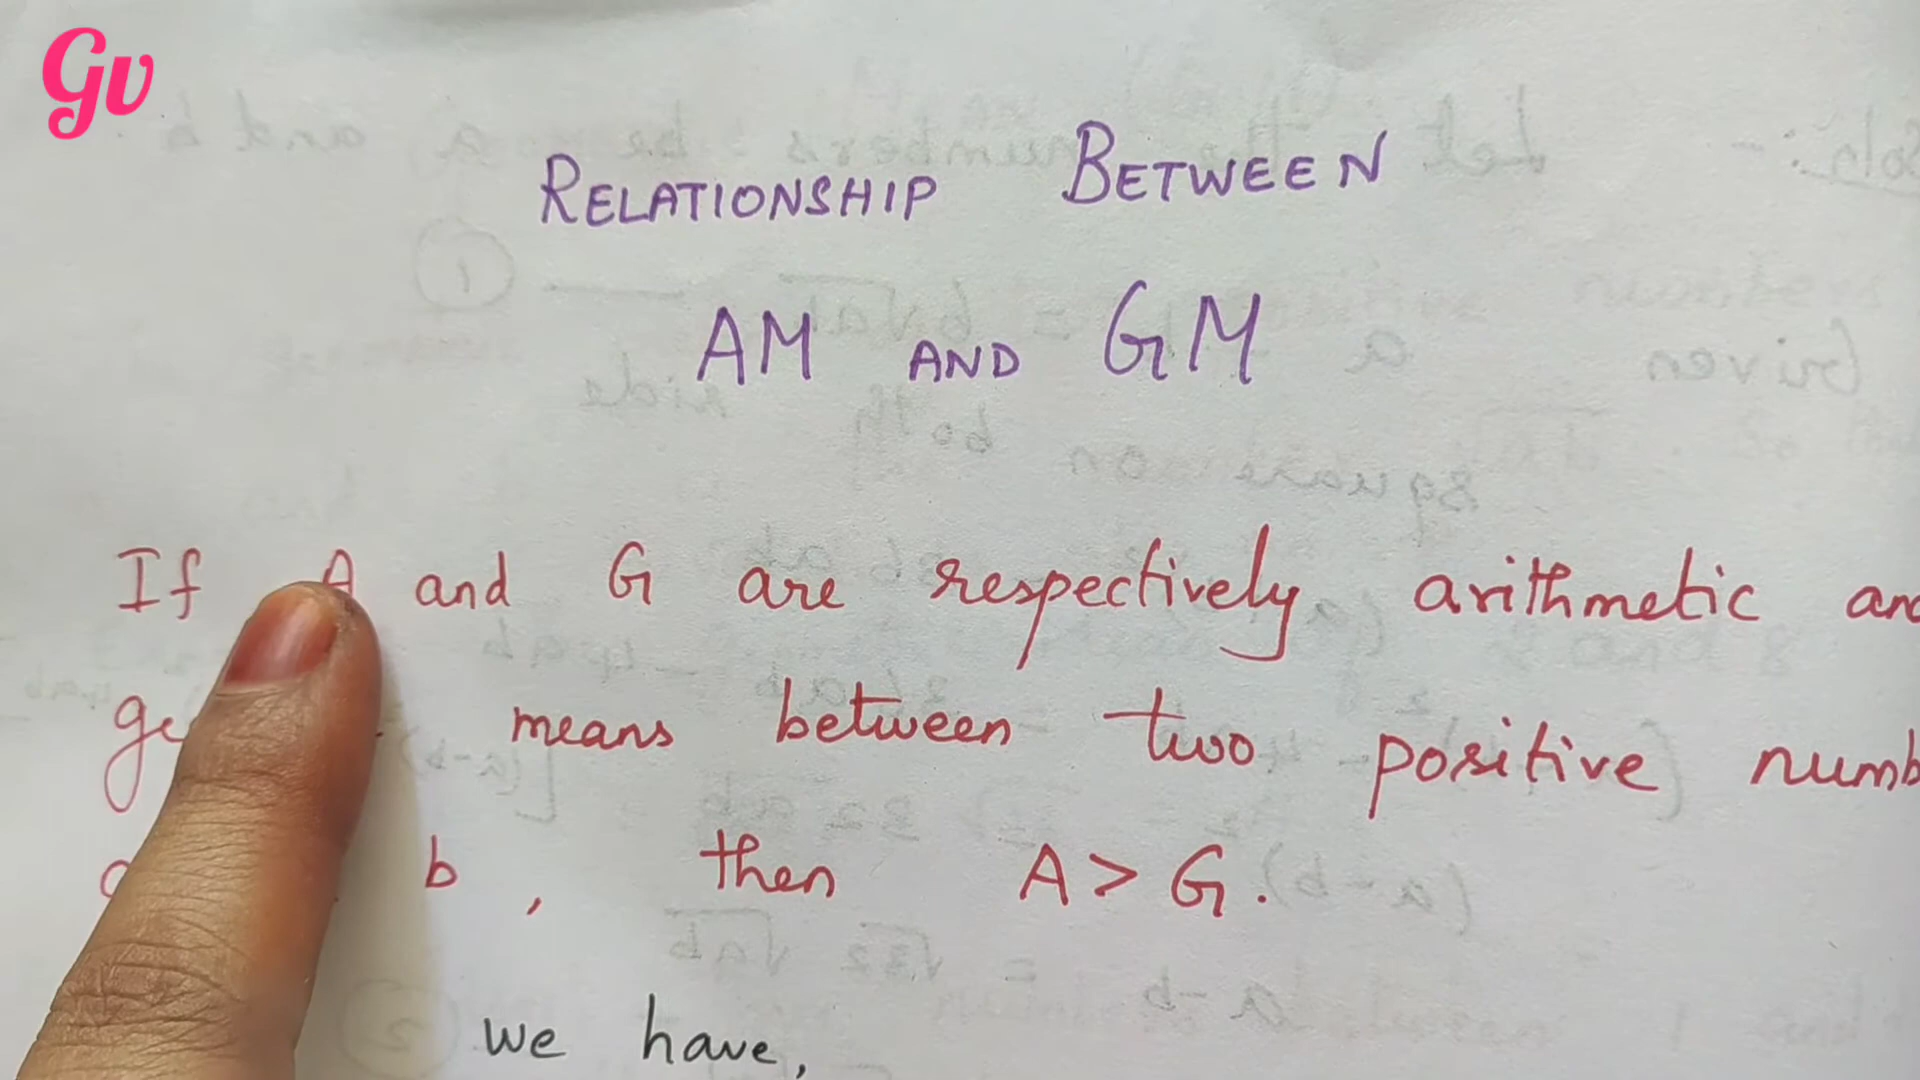 Gv
RELATIONSHIP BETWEEN
AM AND GM
If A and G are respectively arithmetic
means between two positive
b, then A > G.
we have,